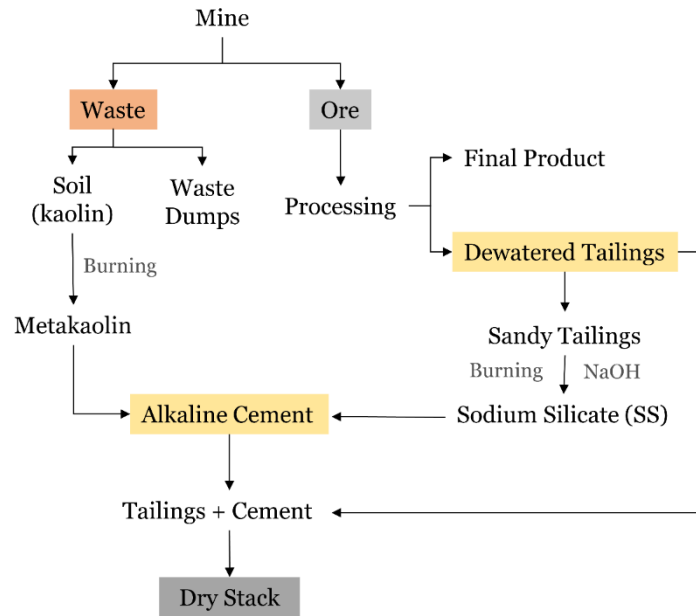 Mine
Waste
Ore
Final Product
Soil
(kaolin)
Waste
Dumps
Processing
Dewatered Tailings
Burning
Metakaolin
Sandy Tailings
Burning
NaOH
Alkaline Cement
Sodium Silicate (SS)
Tailings + Cement
Dry Stack